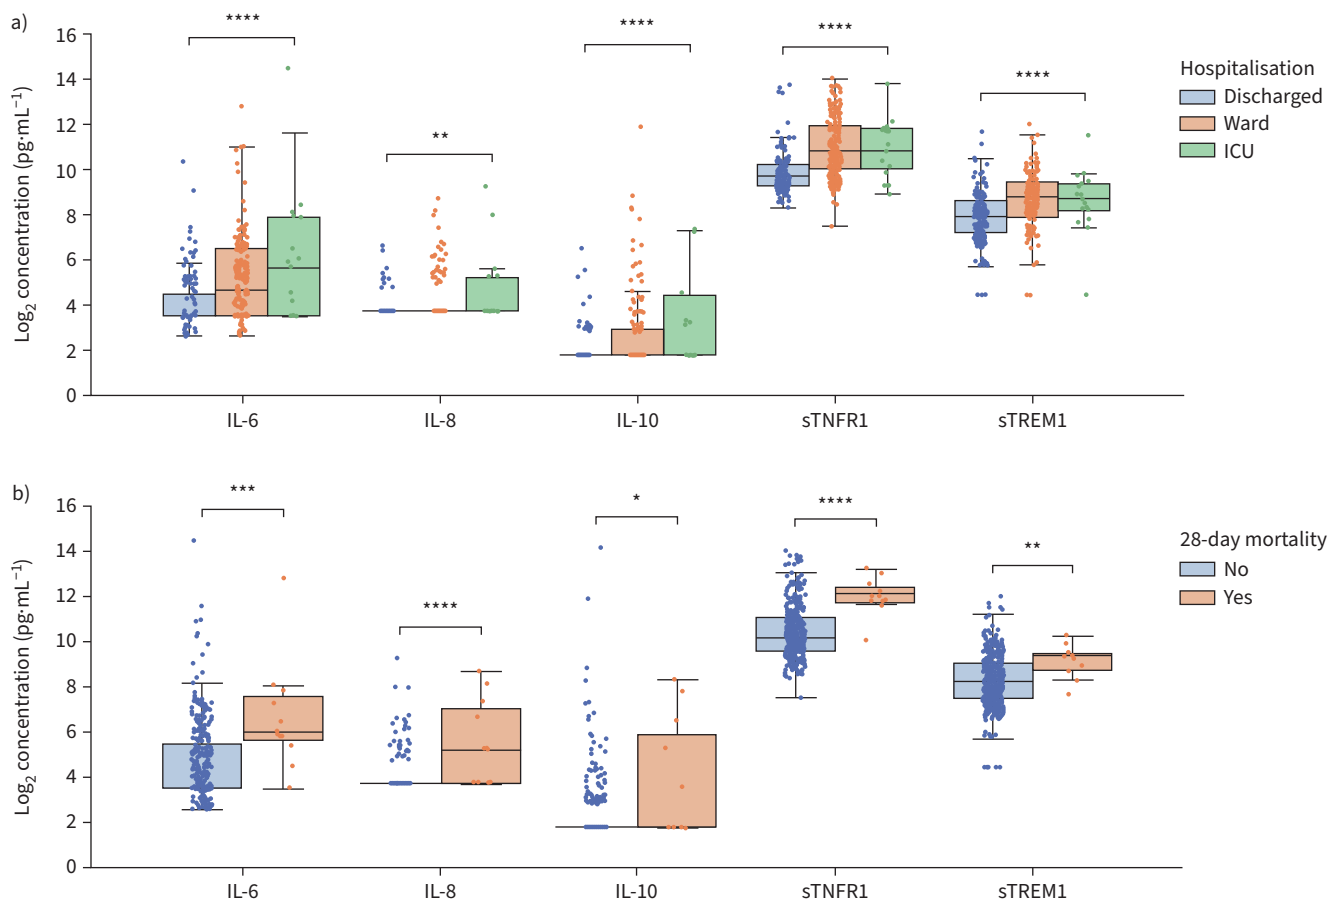 a)
16
14
12
10
8
6
4
2
0
Log2 concentration (pg·mL−1)
****
**
****
****
****
IL-6
IL-8
IL-10
sTNFR1
sTREM1
Hospitalisation
Discharged
Ward
ICU
b)
16
14
12
10
8
6
4
2
0
Log2 concentration (pg·mL−1)
***
****
*
****
**
IL-6
IL-8
IL-10
sTNFR1
sTREM1
28-day mortality
No
Yes